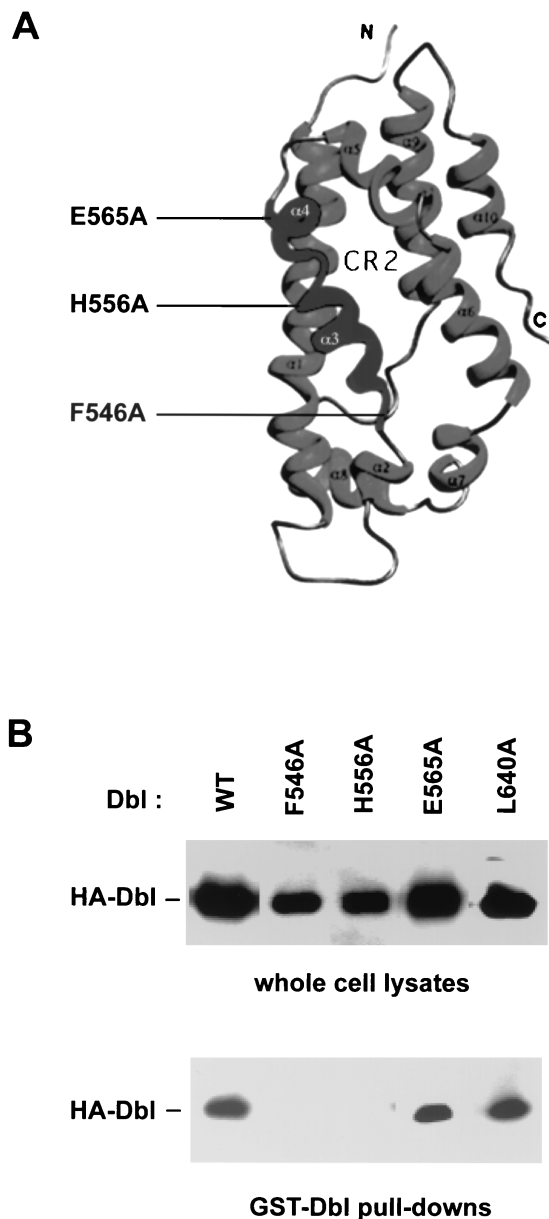 A
N
α5
α9
α4
α10
E565A
CR2
H556A
C
α3
α6
α1
F546A
α8
α2
α7
B
Dbl :
WT
F546A
H556A
E565A
L640A
HA-Dbl –
whole cell lysates
HA-Dbl –
GST-Dbl pull-downs